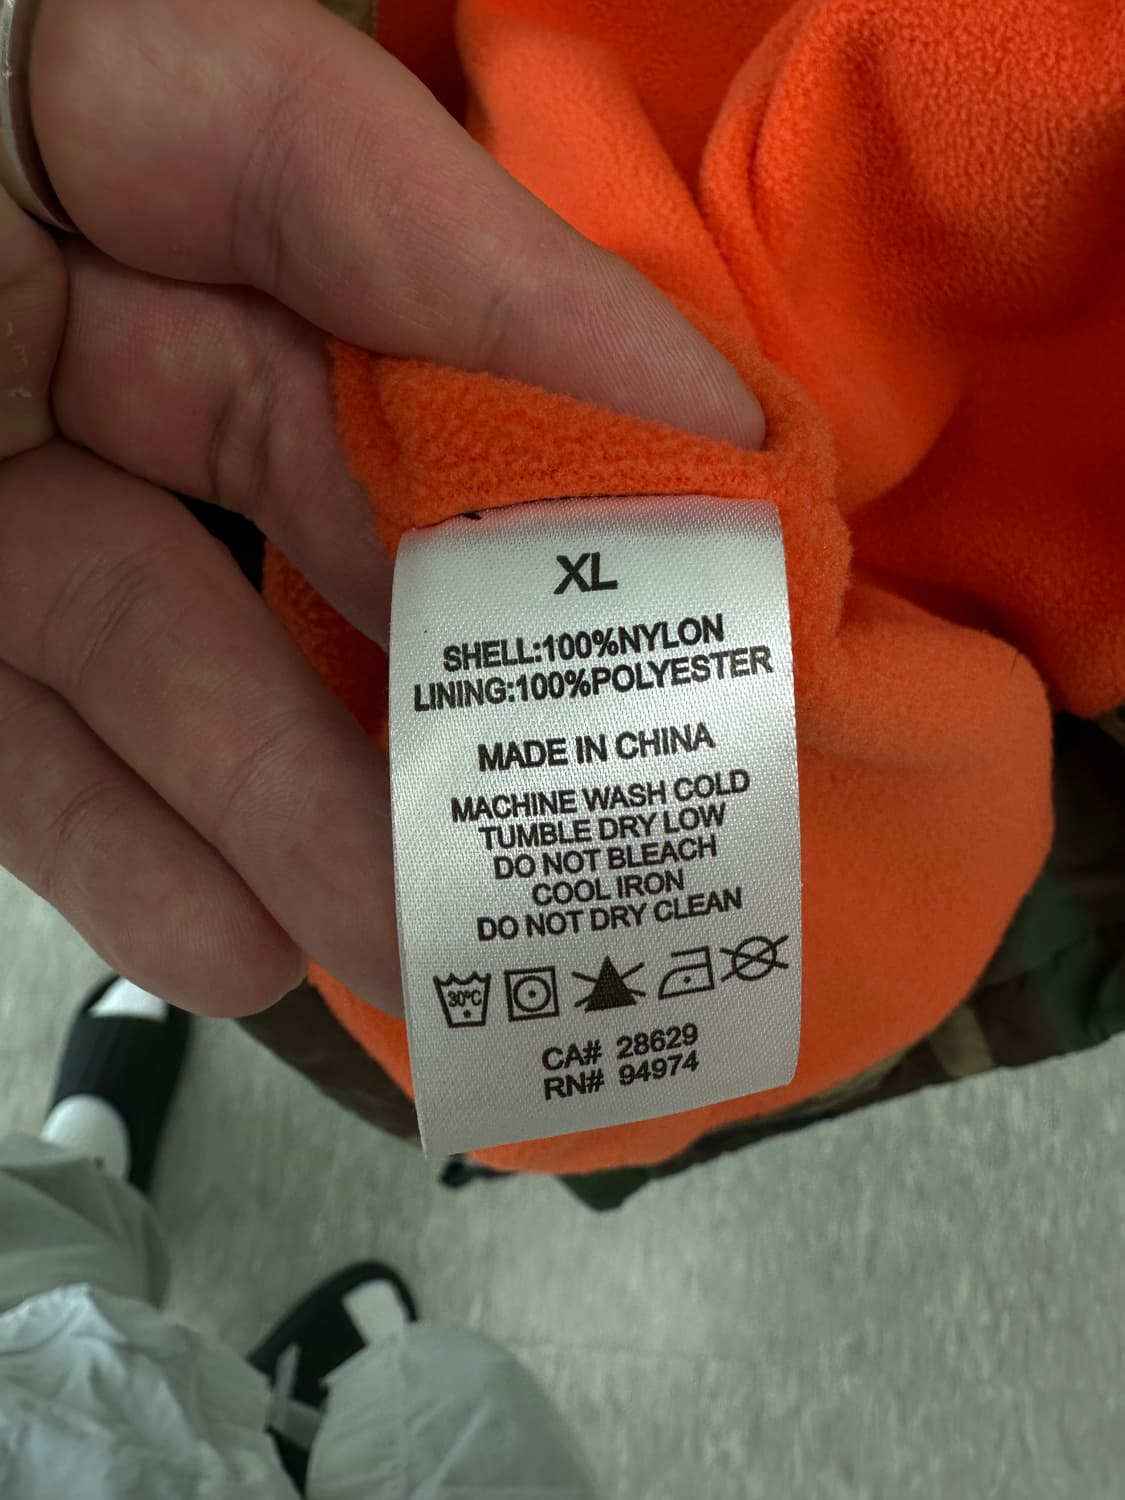 XL
SHELL:100%NYLON
LINING:100%POLYESTER
MADE IN CHINA
MACHINE WASH COLD
TUMBLE DRY LOW
DO NOT BLEACH
COOL IRON
DO NOT DRY CLEAN
30°C
CA# 28629
RN# 94974